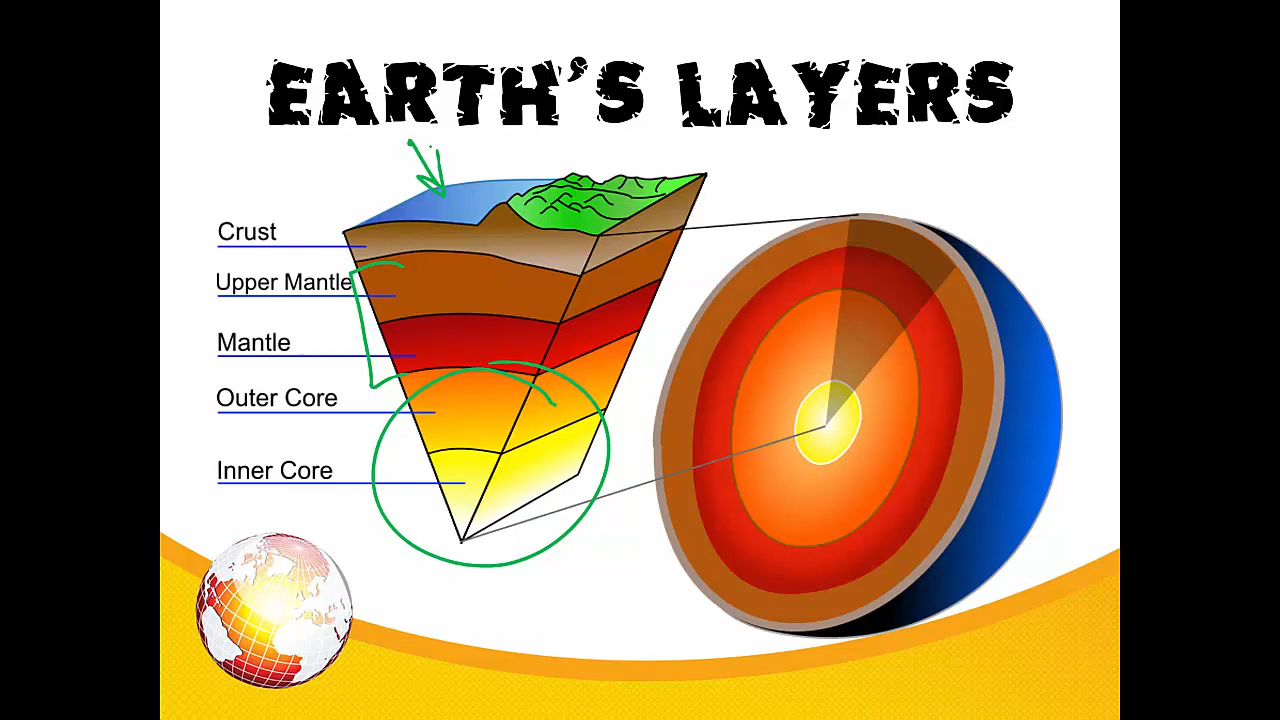 EARTH'S LAYERS
Crust
Upper Mantle
Mantle
Outer Core
Inner Core